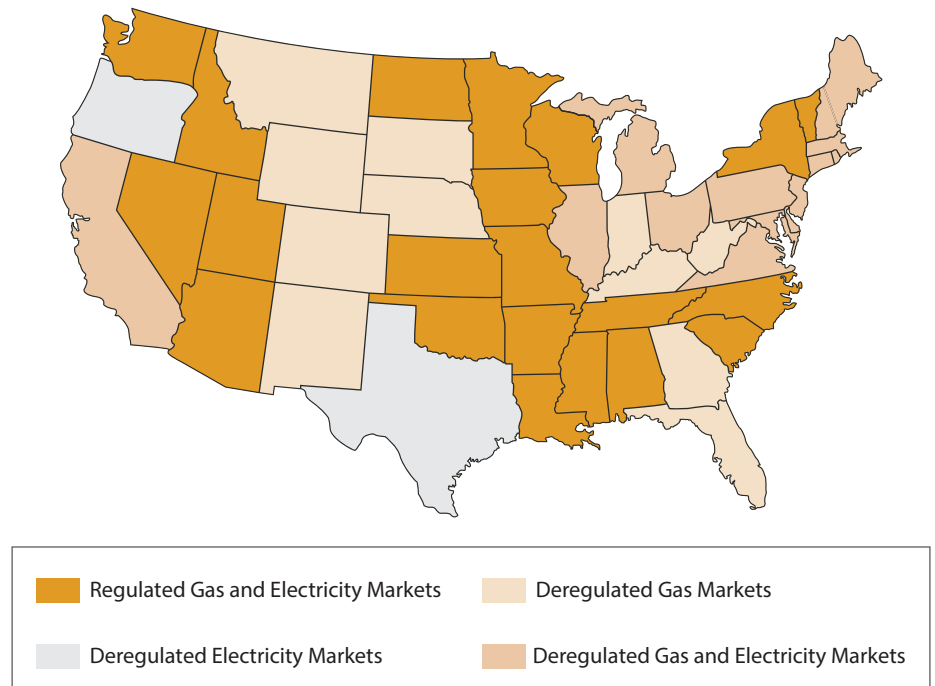 Regulated Gas and Electricity Markets
Deregulated Gas Markets
Deregulated Electricity Markets
Deregulated Gas and Electricity Markets